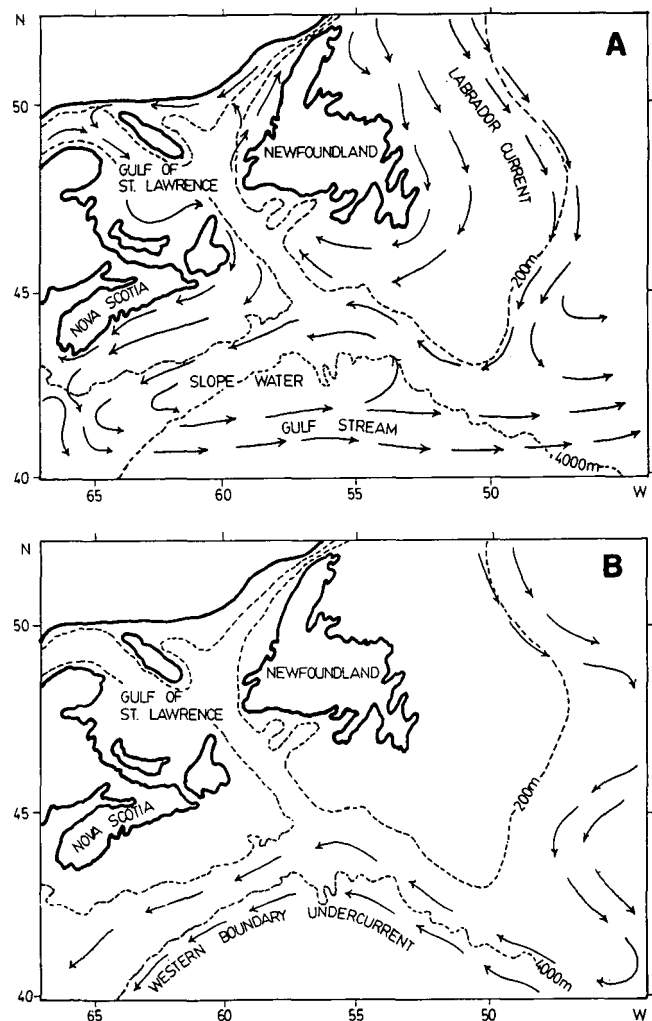 N
A
50
LABRADOR CURRENT
NEWFOUNDLAND
GULF OF
ST. LAWRENCE
200m
45
NOVA SCOTIA
SLOPE WATER
GULF STREAM
4000m
40
65
60
55
50
W
N
B
50
NEWFOUNDLAND
GULF OF
ST. LAWRENCE
200m
45
NOVA SCOTIA
WESTERN BOUNDARY UNDERCURRENT
4000m
40
65
60
55
50
W